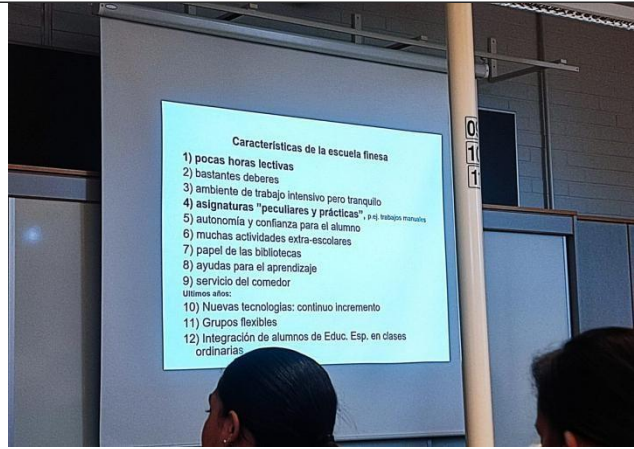 Características de la escuela finesa
1) pocas horas lectivas
2) bastantes deberes
3) ambiente de trabajo intensivo pero tranquilo
4) asignaturas "peculiares y prácticas", p.ej. trabajos manuales
5) autonomía y confianza para el alumno
6) muchas actividades extra-escolares
7) papel de las bibliotecas
8) ayudas para el aprendizaje
9) servicio del comedor
Ultimos años:
10) Nuevas tecnologias: continuo incremento
11) Grupos flexibles
12) Integración de alumnos de Educ. Esp. en clases
ordinarias